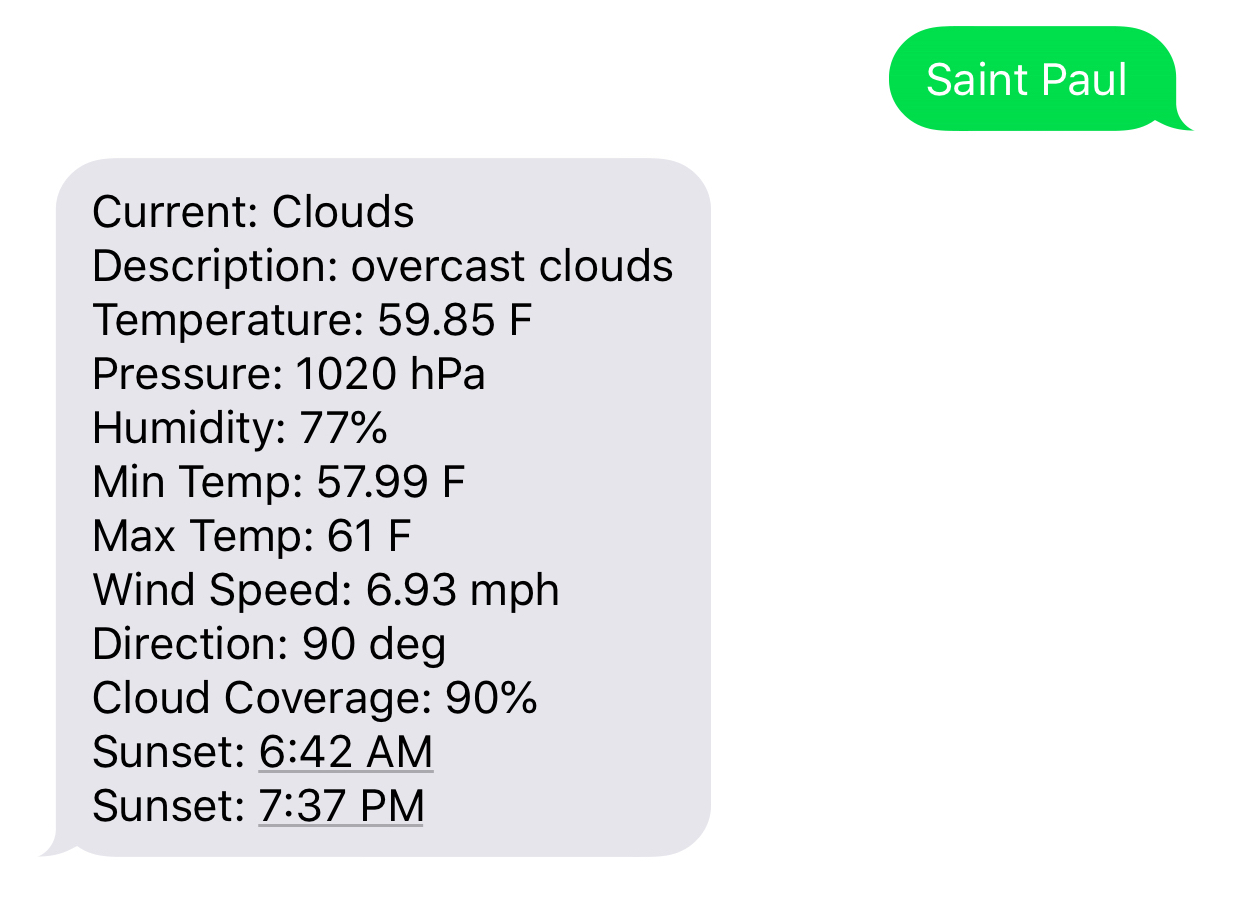 Saint Paul
Current: Clouds
Description: overcast clouds
Temperature: 59.85 F
Pressure: 1020 hPa
Humidity: 77%
Min Temp: 57.99 F
Max Temp: 61 F
Wind Speed: 6.93 mph
Direction: 90 deg
Cloud Coverage: 90%
Sunset: 6:42 AM
Sunset: 7:37 PM